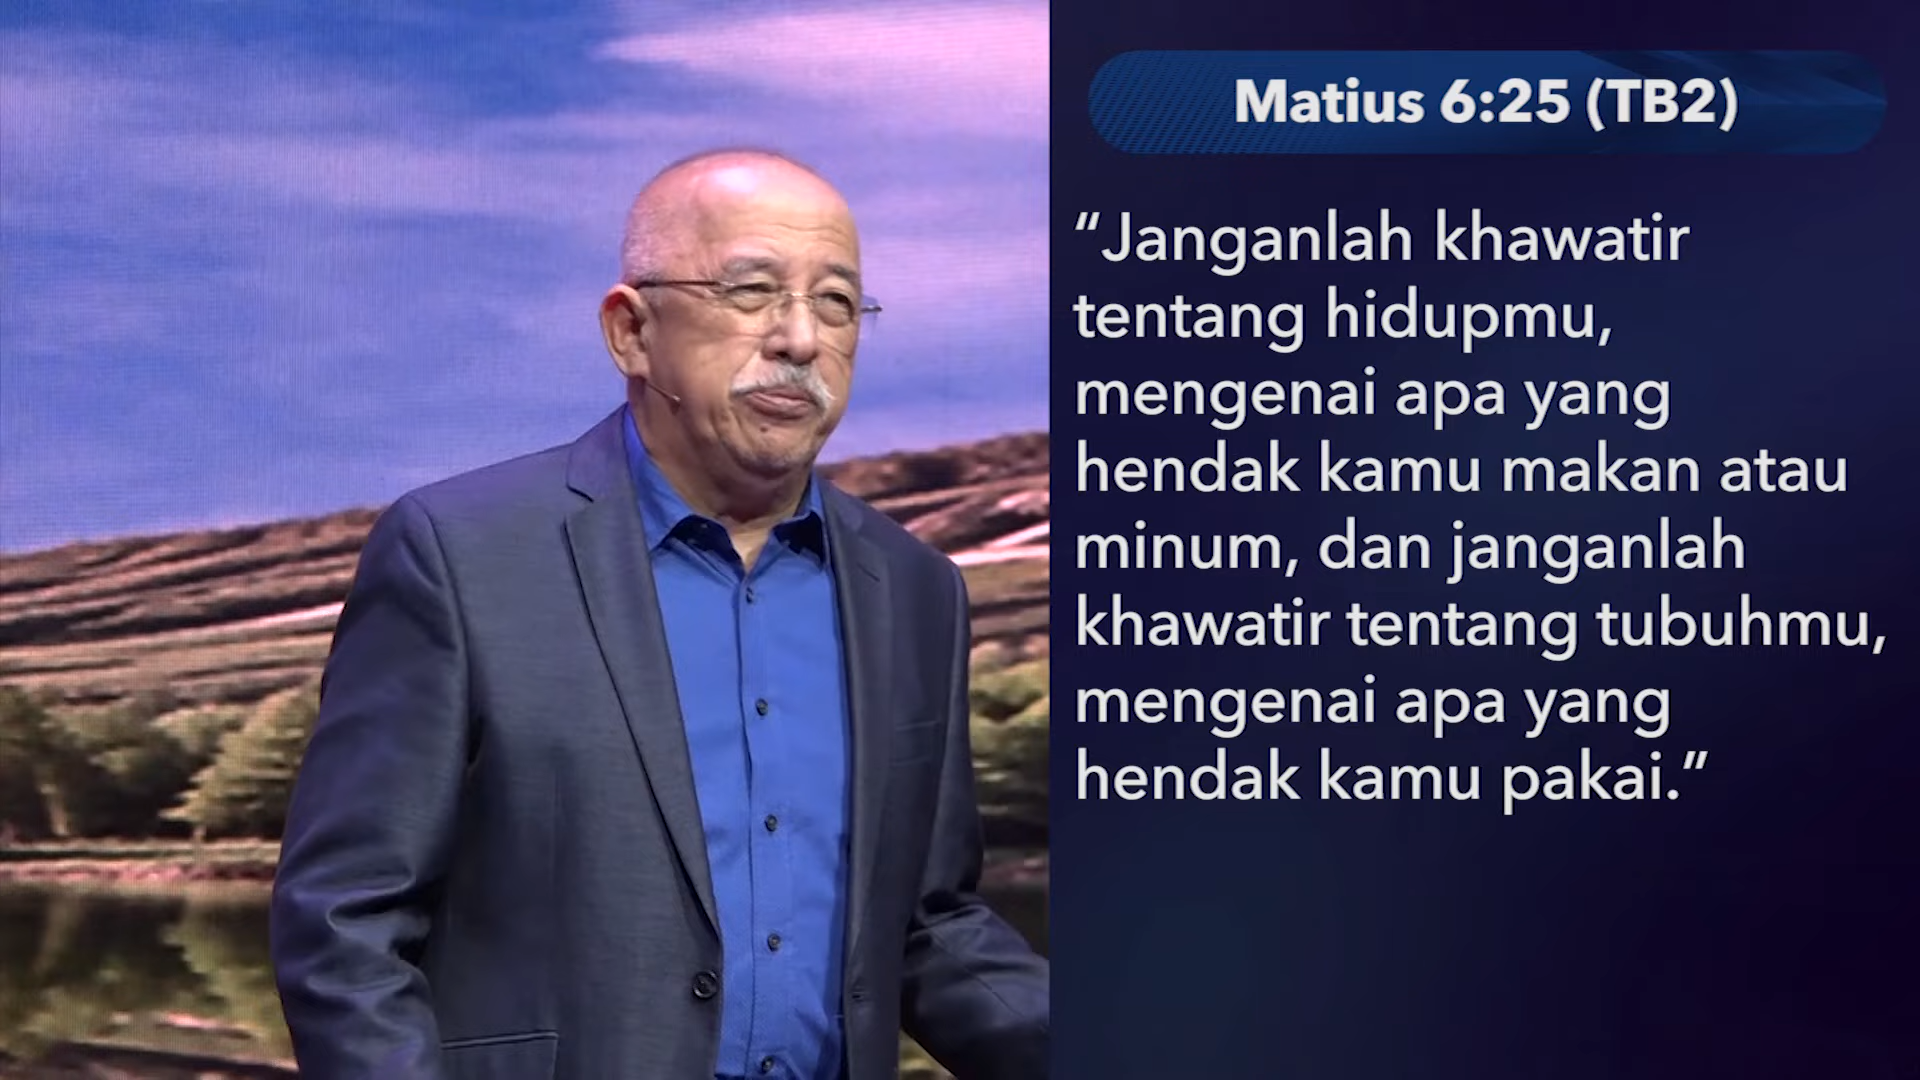 Matius 6:25 (TB2)
“Janganlah khawatir
tentang hidupmu,
mengenai apa yang
hendak kamu makan atau
minum, dan janganlah
khawatir tentang tubuhmu,
mengenai apa yang
hendak kamu pakai.”